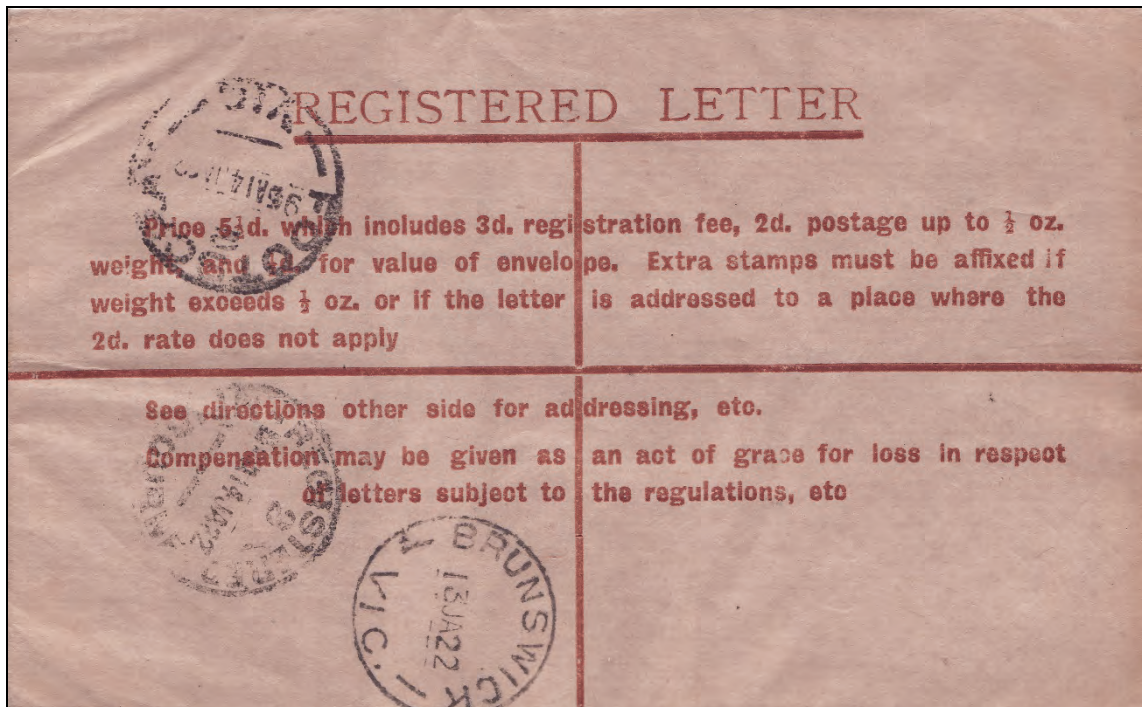 REGISTERED LETTER
Price 5½d. which includes 3d. registration fee, 2d. postage up to ½ oz.
weight, and ½d. for value of envelope. Extra stamps must be affixed if
weight exceeds ½ oz. or if the letter is addressed to a place where the
2d. rate does not apply
See directions other side for addressing, etc.
Compensation may be given as an act of grace for loss in respect
of letters subject to the regulations, etc
BRUNSWICK
13JA22
VIC.